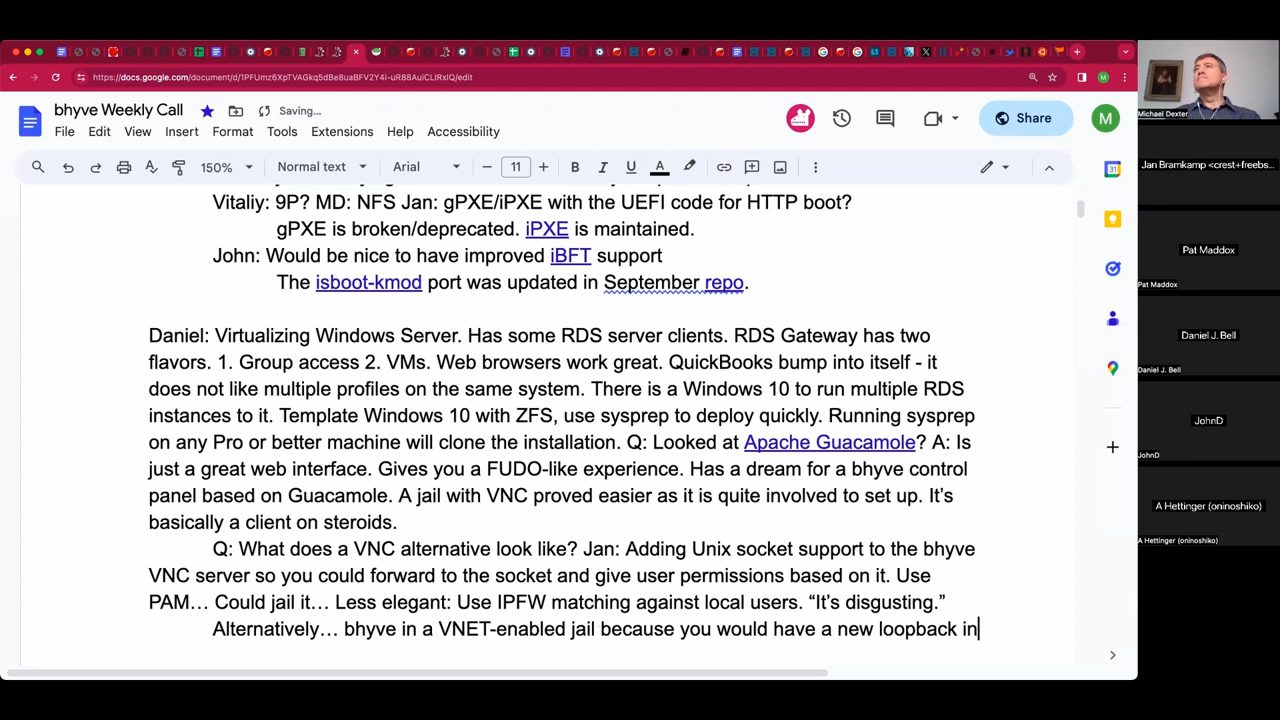 https://docs.google.com/document/d/1PFUmz6XpTVAGkq5dBe8uaBFV2Y4i-uR88AuiCLIRxIQ/edit
bhyve Weekly Call
Saving...
File Edit View Insert Format Tools Extensions Help Accessibility
Share
M
150% Normal text Arial 11
Vitaliy: 9P? MD: NFS Jan: gPXE/iPXE with the UEFI code for HTTP boot?
gPXE is broken/deprecated. iPXE is maintained.
John: Would be nice to have improved iBFT support
The isboot-kmod port was updated in September repo.
Daniel: Virtualizing Windows Server. Has some RDS server clients. RDS Gateway has two
flavors. 1. Group access 2. VMs. Web browsers work great. QuickBooks bump into itself - it
does not like multiple profiles on the same system. There is a Windows 10 to run multiple RDS
instances to it. Template Windows 10 with ZFS, use sysprep to deploy quickly. Running sysprep
on any Pro or better machine will clone the installation. Q: Looked at Apache Guacamole? A: Is
just a great web interface. Gives you a FUDO-like experience. Has a dream for a bhyve control
panel based on Guacamole. A jail with VNC proved easier as it is quite involved to set up. It's
basically a client on steroids.
Q: What does a VNC alternative look like? Jan: Adding Unix socket support to the bhyve
VNC server so you could forward to the socket and give user permissions based on it. Use
PAM… Could jail it… Less elegant: Use IPFW matching against local users. “It's disgusting.”
Alternatively… bhyve in a VNET-enabled jail because you would have a new loopback in
Michael Dexter
Jan Bramkamp <crest+freebs...
Pat Maddox
Pat Maddox
Daniel J. Bell
Daniel J. Bell
JohnD
JohnD
A Hettinger (oninoshiko)
A Hettinger (oninoshiko)